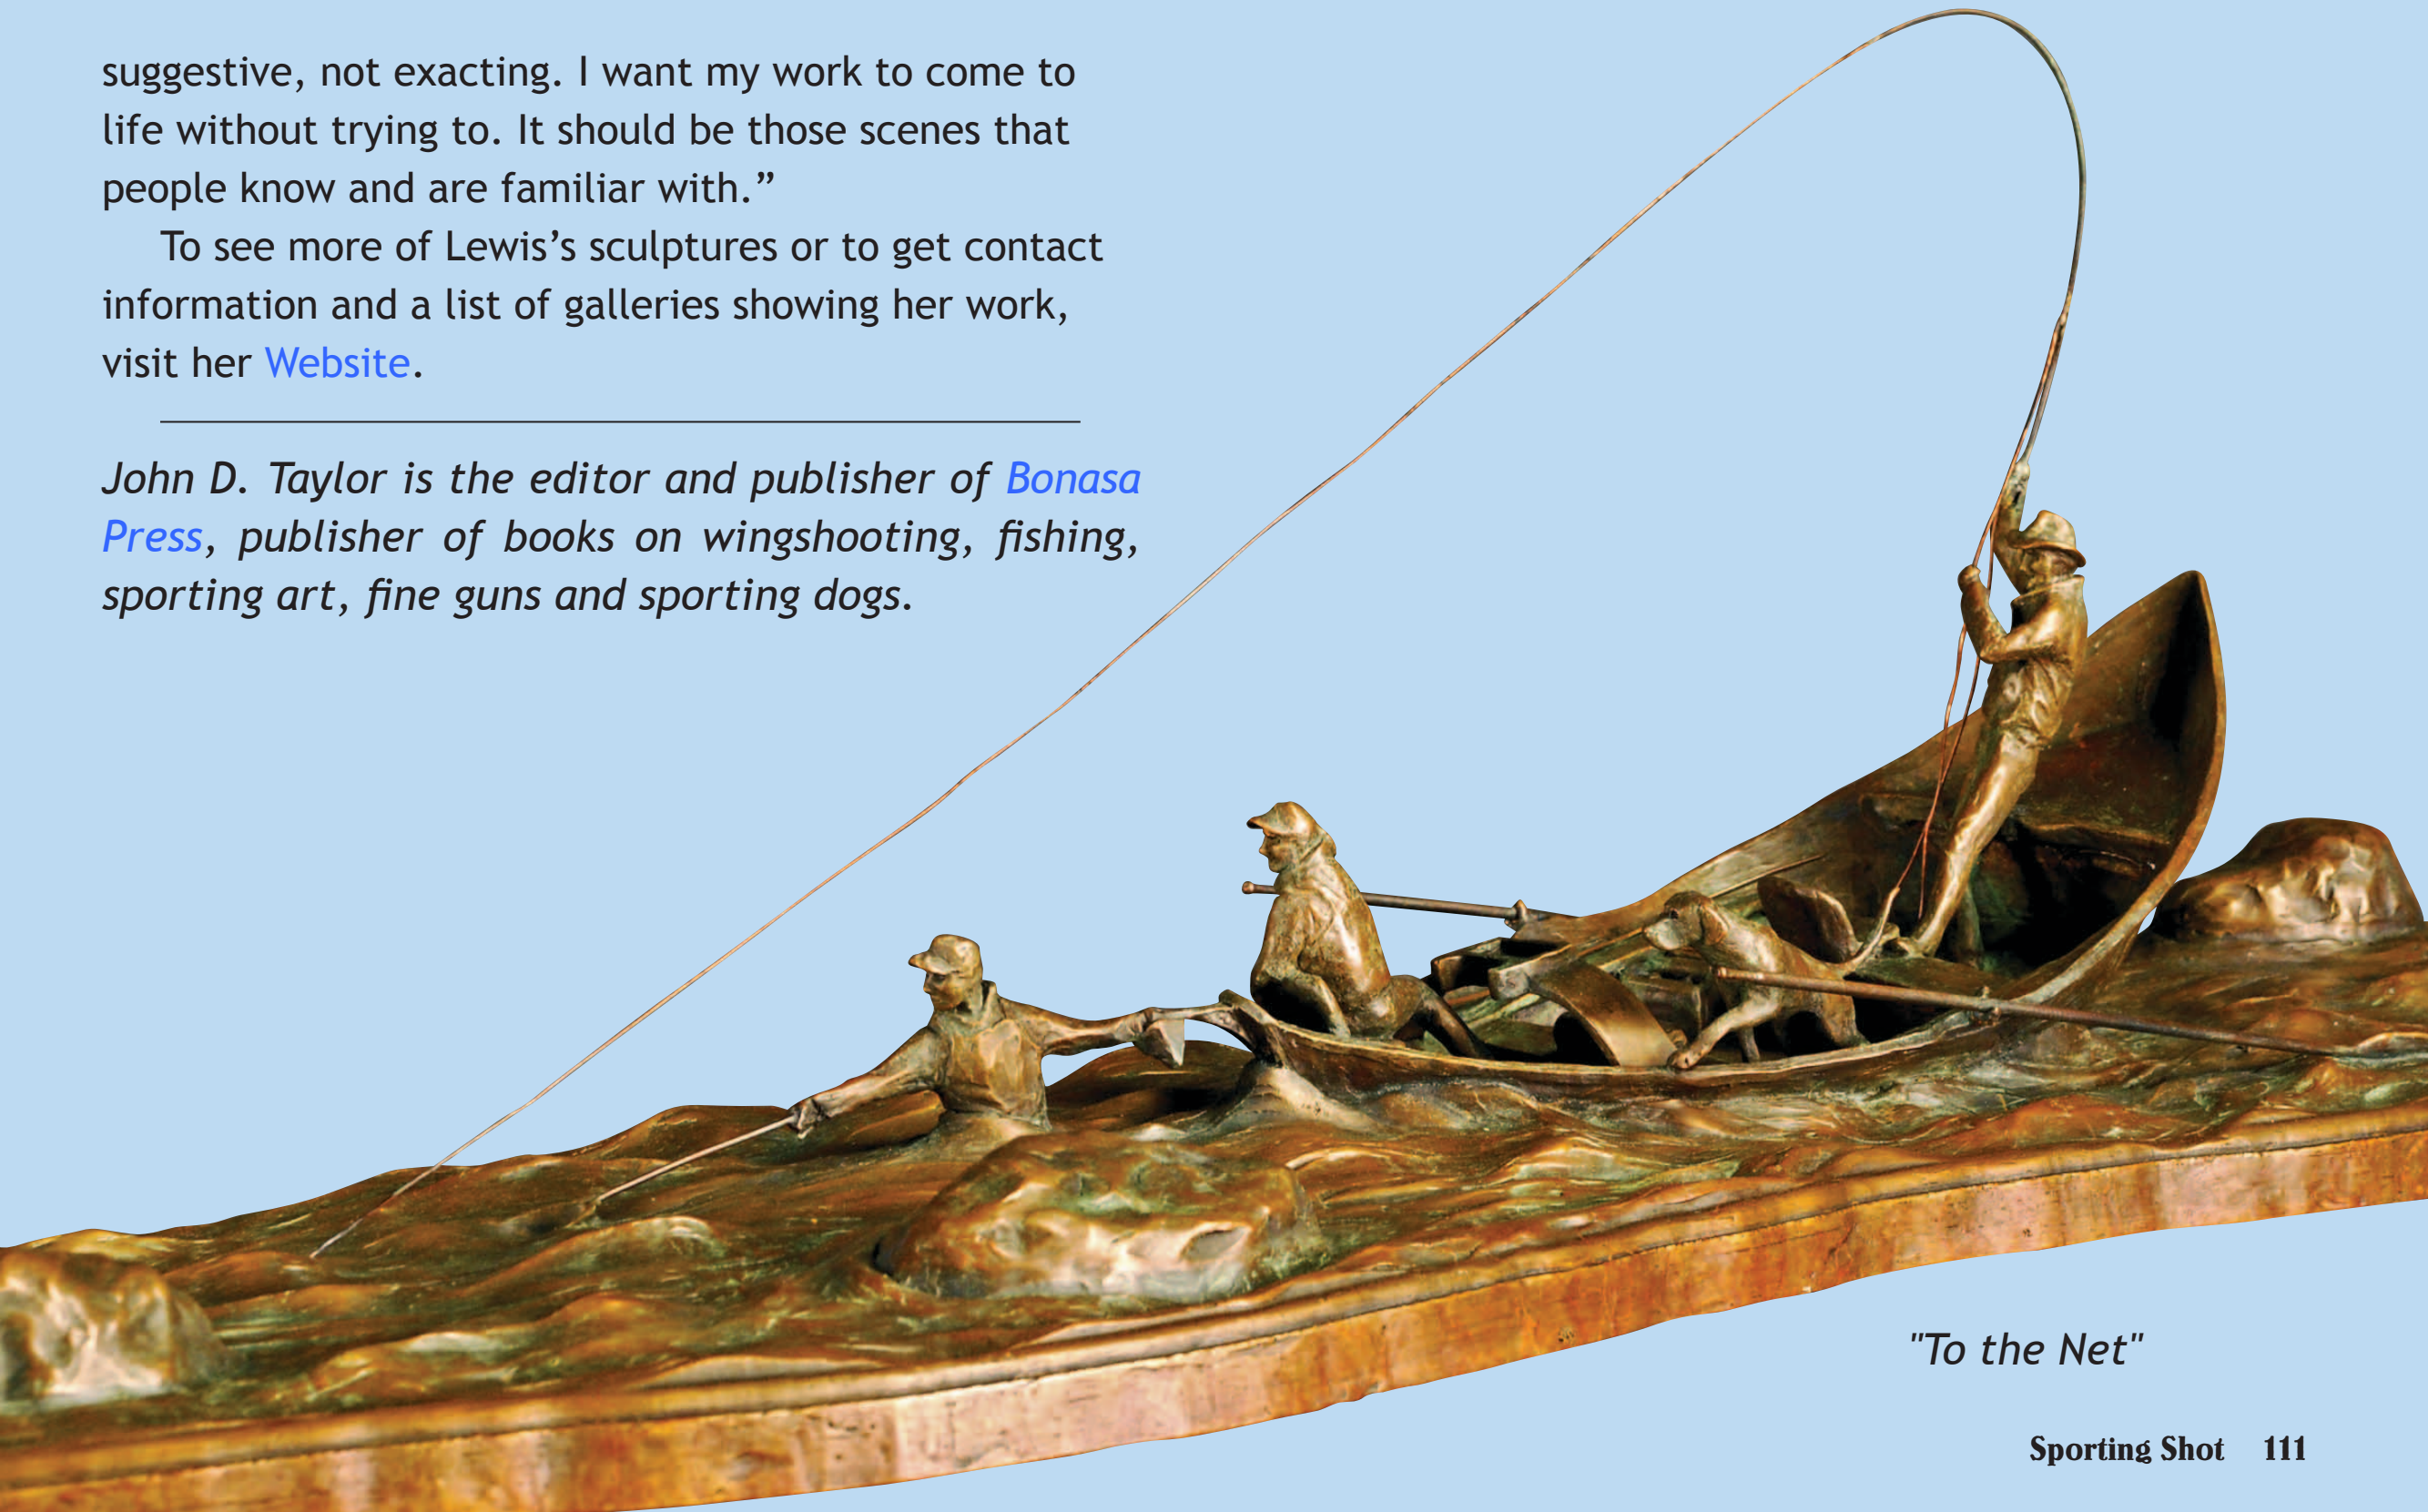 suggestive, not exacting. I want my work to come to
life without trying to. It should be those scenes that
people know and are familiar with.”
To see more of Lewis’s sculptures or to get contact
information and a list of galleries showing her work,
visit her Website.
John D. Taylor is the editor and publisher of Bonasa
Press, publisher of books on wingshooting, fishing,
sporting art, fine guns and sporting dogs.
"To the Net"
Sporting Shot 111